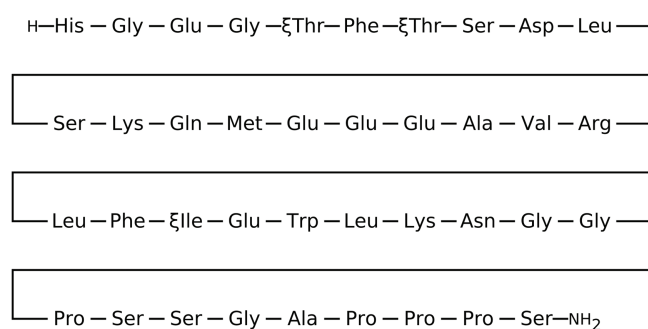 H—His — Gly — Glu — Gly —ξThr— Phe —ξThr— Ser — Asp — Leu —
— Ser — Lys — Gln — Met — Glu — Glu — Glu — Ala — Val — Arg —
— Leu — Phe — ξIle — Glu — Trp — Leu — Lys — Asn — Gly — Gly —
— Pro — Ser — Ser — Gly — Ala — Pro — Pro — Pro — Ser—NH₂